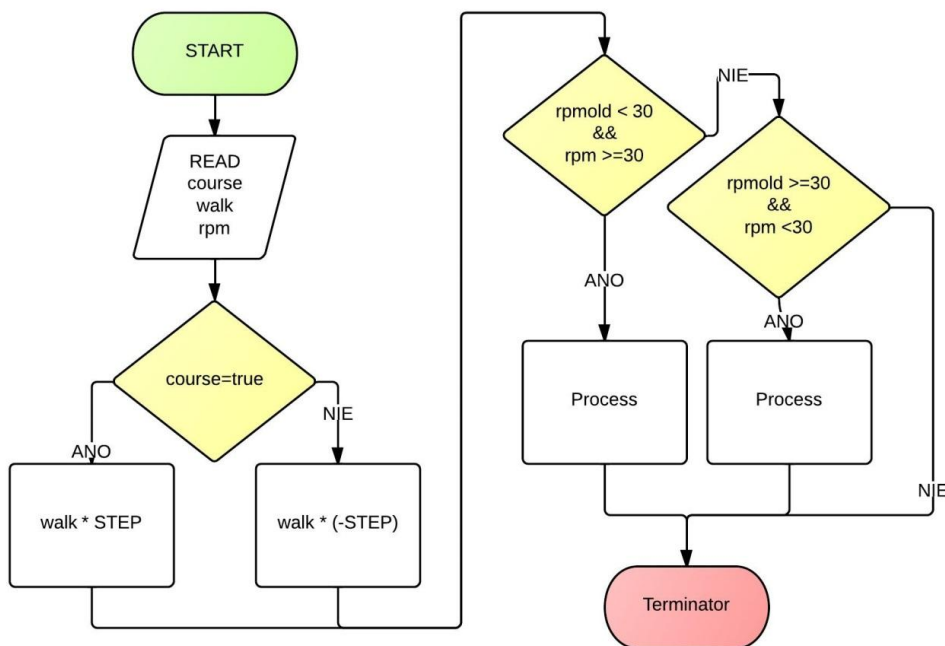 START
READ
course
walk
rpm
course=true
ANO
NIE
walk * STEP
walk * (-STEP)
rpmold < 30
&&
rpm >=30
NIE
rpmold >=30
&&
rpm <30
ANO
ANO
Process
Process
NIE
Terminator